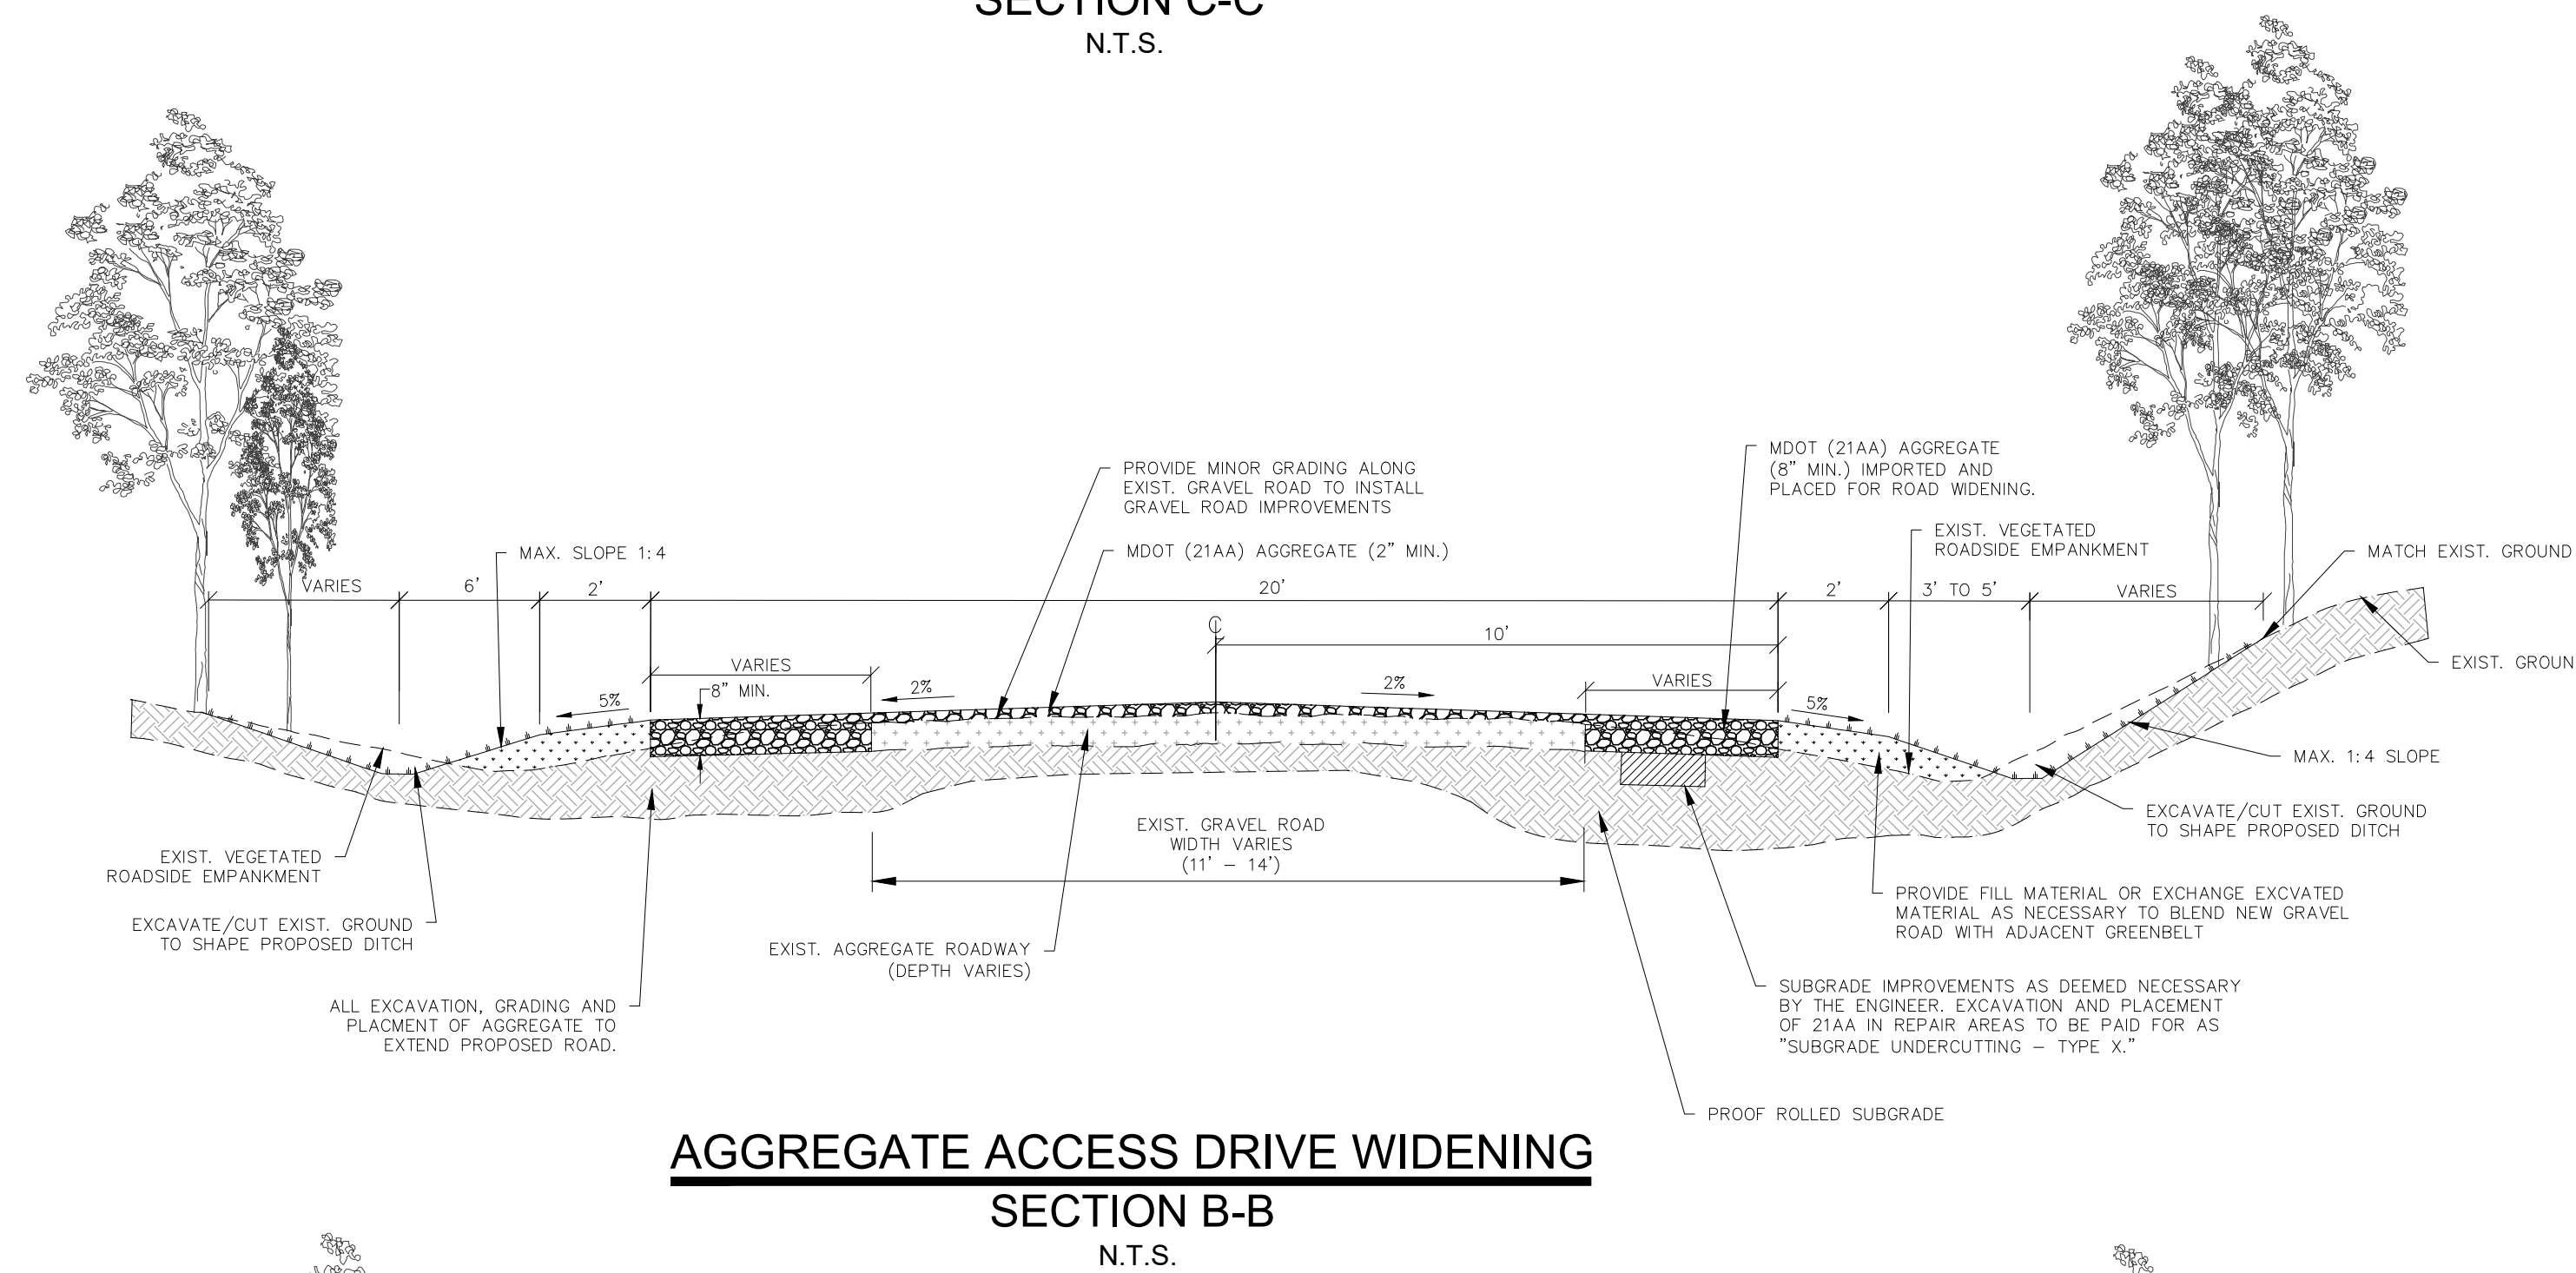 SECTION C-C
N.T.S.
PROVIDE MINOR GRADING ALONG
EXIST. GRAVEL ROAD TO INSTALL
GRAVEL ROAD IMPROVEMENTS
MDOT (21AA) AGGREGATE
(8" MIN.) IMPORTED AND
PLACED FOR ROAD WIDENING.
EXIST. VEGETATED
ROADSIDE EMPANKMENT
MAX. SLOPE 1:4
MDOT (21AA) AGGREGATE (2" MIN.)
MATCH EXIST. GROUND
VARIES
6'
2'
20'
2'
3' TO 5'
VARIES
℄
10'
VARIES
VARIES
8" MIN.
5%
2%
2%
5%
EXIST. GROUN
MAX. 1:4 SLOPE
EXCAVATE/CUT EXIST. GROUND
TO SHAPE PROPOSED DITCH
EXIST. GRAVEL ROAD
WIDTH VARIES
(11' – 14')
EXIST. VEGETATED
ROADSIDE EMPANKMENT
EXCAVATE/CUT EXIST. GROUND
TO SHAPE PROPOSED DITCH
PROVIDE FILL MATERIAL OR EXCHANGE EXCVATED
MATERIAL AS NECESSARY TO BLEND NEW GRAVEL
ROAD WITH ADJACENT GREENBELT
EXIST. AGGREGATE ROADWAY
(DEPTH VARIES)
ALL EXCAVATION, GRADING AND
PLACMENT OF AGGREGATE TO
EXTEND PROPOSED ROAD.
SUBGRADE IMPROVEMENTS AS DEEMED NECESSARY
BY THE ENGINEER. EXCAVATION AND PLACEMENT
OF 21AA IN REPAIR AREAS TO BE PAID FOR AS
"SUBGRADE UNDERCUTTING – TYPE X."
PROOF ROLLED SUBGRADE
AGGREGATE ACCESS DRIVE WIDENING
SECTION B-B
N.T.S.